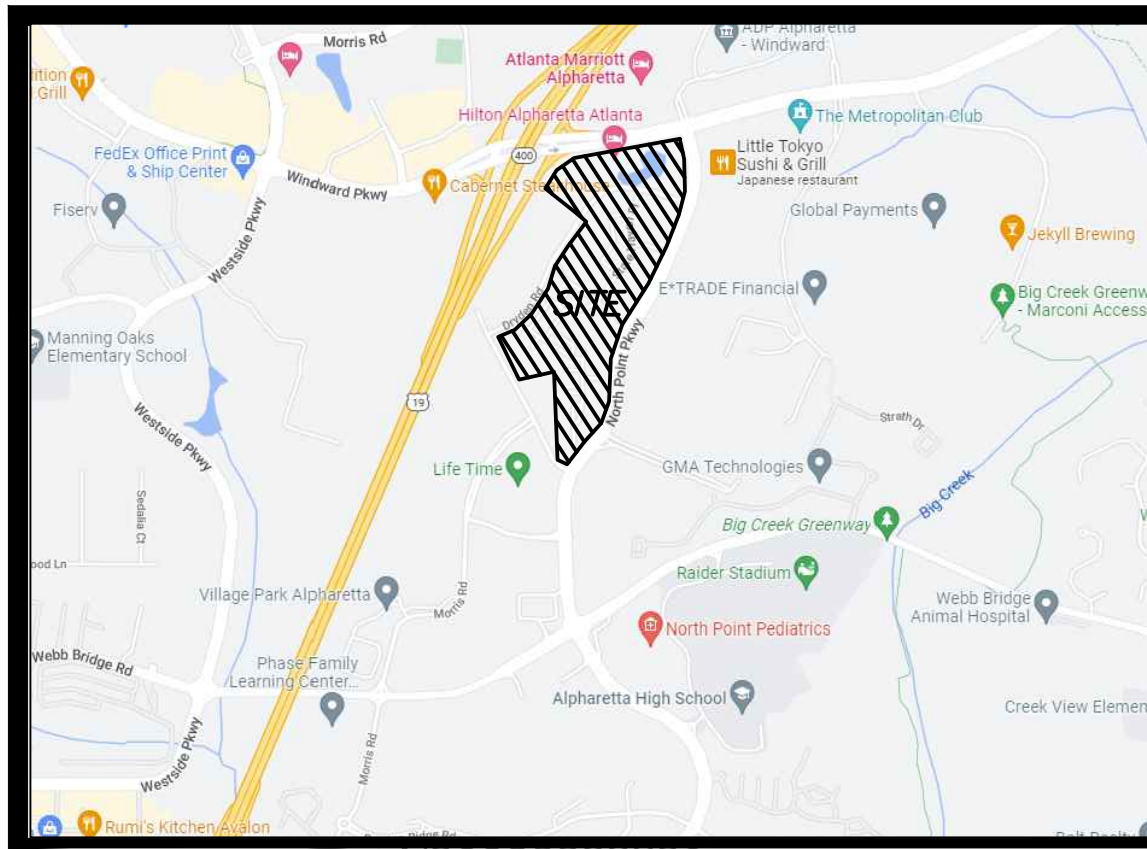 Morris Rd
ADP Alpharetta
- Windward
Atlanta Marriott
Alpharetta
Grill
Hilton Alpharetta Atlanta
The Metropolitan Club
FedEx Office Print
& Ship Center
400
Little Tokyo
Sushi & Grill
Japanese restaurant
Windward Pkwy
Cabernet Steakhouse
Fiserv
Global Payments
Westside Pkwy
Jekyll Brewing
E*TRADE Financial
Big Creek Greenw
- Marconi Access
SITE
Dryden Rd
Manning Oaks
Elementary School
North Point Pkwy
19
Westside Pkwy
Strath Dr
Life Time
GMA Technologies
Big Creek
Sedalia Ct
Big Creek Greenway
ood Ln
Raider Stadium
Village Park Alpharetta
Morris Rd
Webb Bridge
Animal Hospital
North Point Pediatrics
Webb Bridge Rd
Phase Family
Learning Center...
Alpharetta High School
Creek View Elemen
Westside Pkwy
Morris Rd
Rumi's Kitchen Avalon